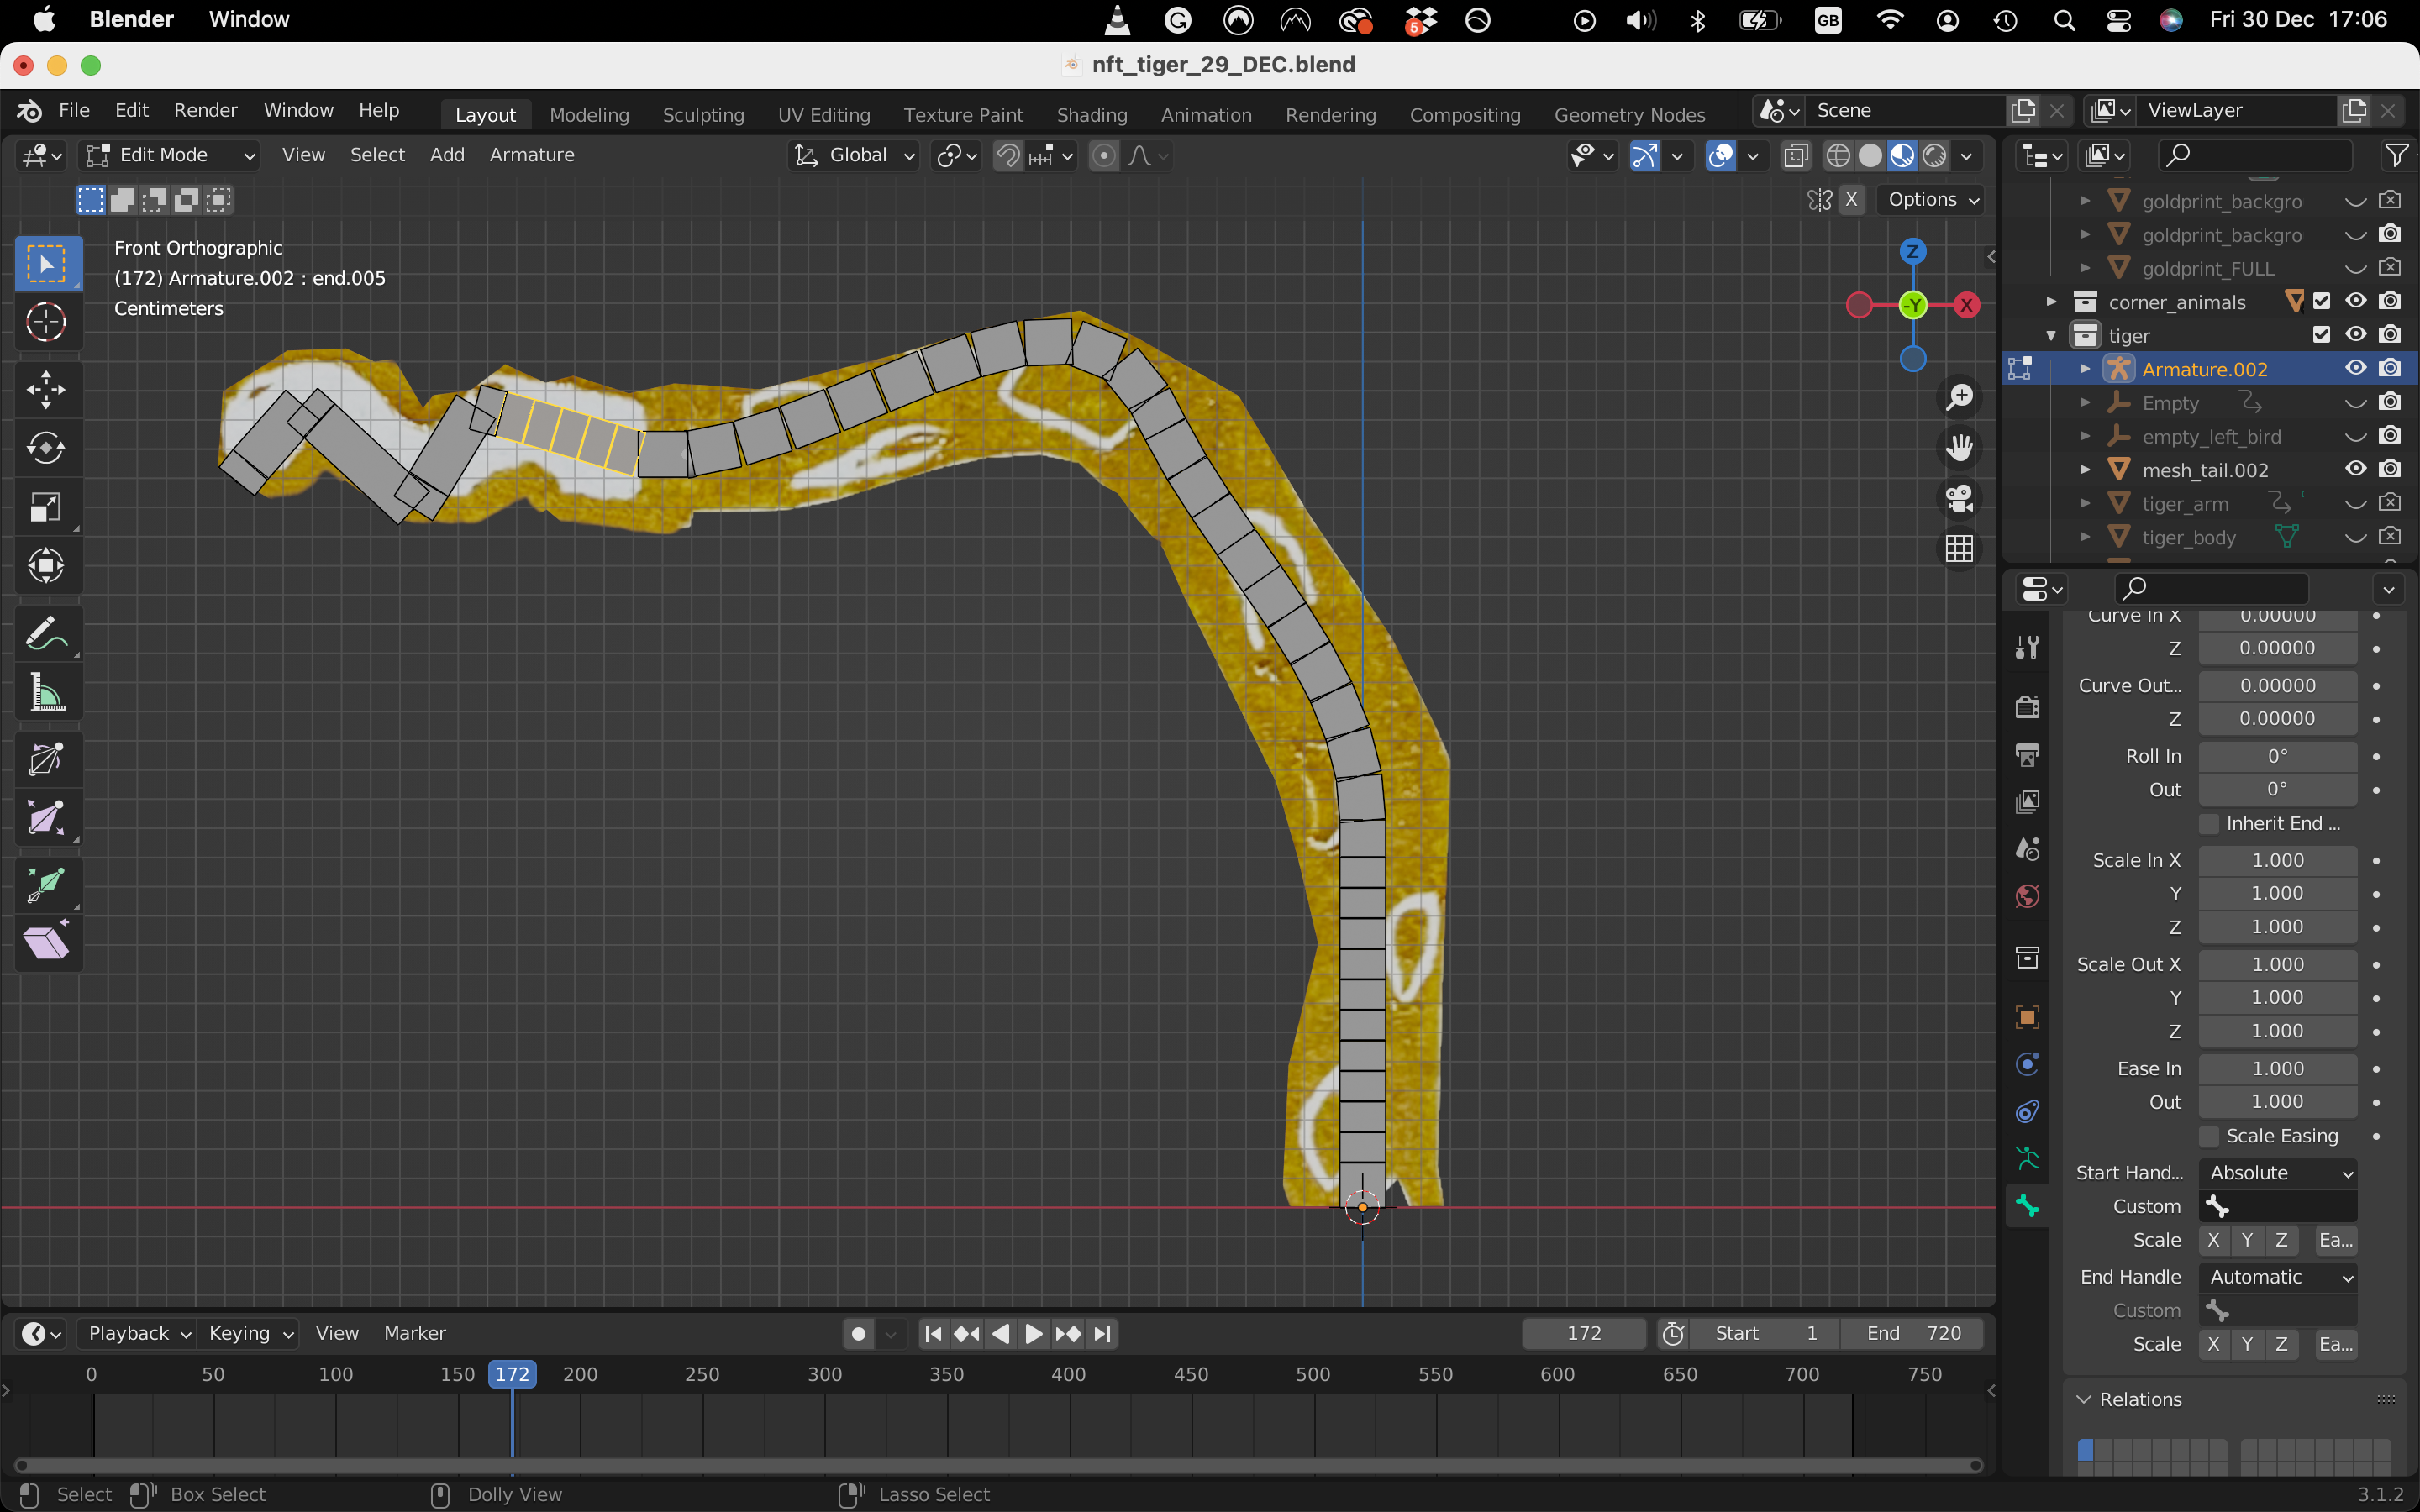 Blender Window GB Fri 30 Dec 17:06
5
nft_tiger_29_DEC.blend
File Edit Render Window Help Layout Modeling Sculpting UV Editing Texture Paint Shading Animation Rendering Compositing Geometry Nodes Scene ViewLayer
Edit Mode View Select Add Armature Global
X Options
Front Orthographic
(172) Armature.002 : end.005
Centimeters
Z
-Y X
goldprint_backgro
goldprint_backgro
goldprint_FULL
corner_animals
tiger
Armature.002
Empty
empty_left_bird
mesh_tail.002
tiger_arm
tiger_body
Curve In X 0.00000
Z 0.00000
Curve Out... 0.00000
Z 0.00000
Roll In 0°
Out 0°
Inherit End ...
Scale In X 1.000
Y 1.000
Z 1.000
Scale Out X 1.000
Y 1.000
Z 1.000
Ease In 1.000
Out 1.000
Scale Easing
Start Hand... Absolute
Custom
Scale X Y Z Ea...
End Handle Automatic
Custom
Scale X Y Z Ea...
Relations
Playback Keying View Marker 172 Start 1 End 720
0 50 100 150 172 200 250 300 350 400 450 500 550 600 650 700 750
Select Box Select Dolly View Lasso Select 3.1.2